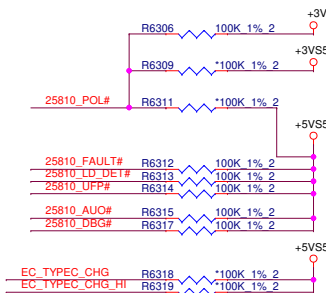 +3V
R6306 100K_1%_2
+3VS5
R6309 *100K_1%_2
25810_POL# R6311 *100K_1%_2
+5VS5
25810_FAULT# R6312 100K_1%_2
25810_LD_DET# R6313 100K_1%_2
25810_UFP# R6314 100K_1%_2
25810_AUO# R6315 100K_1%_2
25810_DBG# R6317 100K_1%_2
+5VS5
EC_TYPEC_CHG R6318 *100K_1%_2
EC_TYPEC_CHG_HI R6319 *100K_1%_2